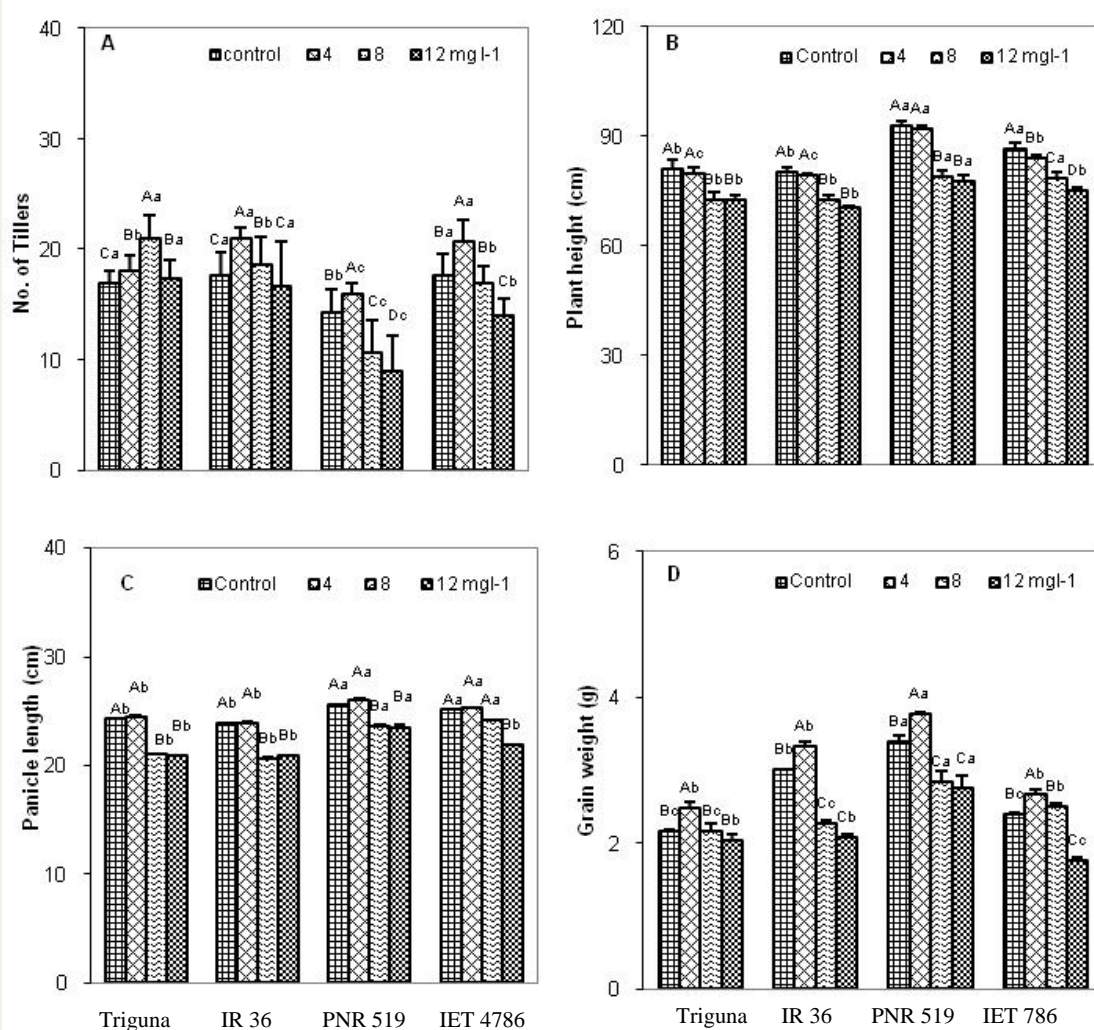 A
control 4 8 12 mg l-1
No. of Tillers
40
30
20
10
0
Ca Bb Aa Ba
Ca Aa Bb Ca
Bb Ac Cc Dc
Ba Aa Bb Cb
B
Control 4 8 12 mgl-1
Plant height (cm)
120
90
60
30
0
Ab Ac Bb Bb
Ab Ac Bb Bb
Aa Aa Ba Ba
Aa Bb Ca Db
C
Control 4 8 12 mgl-1
Panicle length (cm)
40
30
20
10
0
Ab Ab Bb Bb
Ab Ab Bb Bb
Aa Aa Ba Ba
Aa Aa Aa Bb
Triguna IR 36 PNR 519 IET 4786
D
Control 4 8 12 mgl-1
Grain weight (g)
6
4
2
0
Bc Ab Bc Bb
Bb Ab Cc Cb
Ba Aa Ca Ca
Bc Ab Bb Cc
Triguna IR 36 PNR 519 IET 786